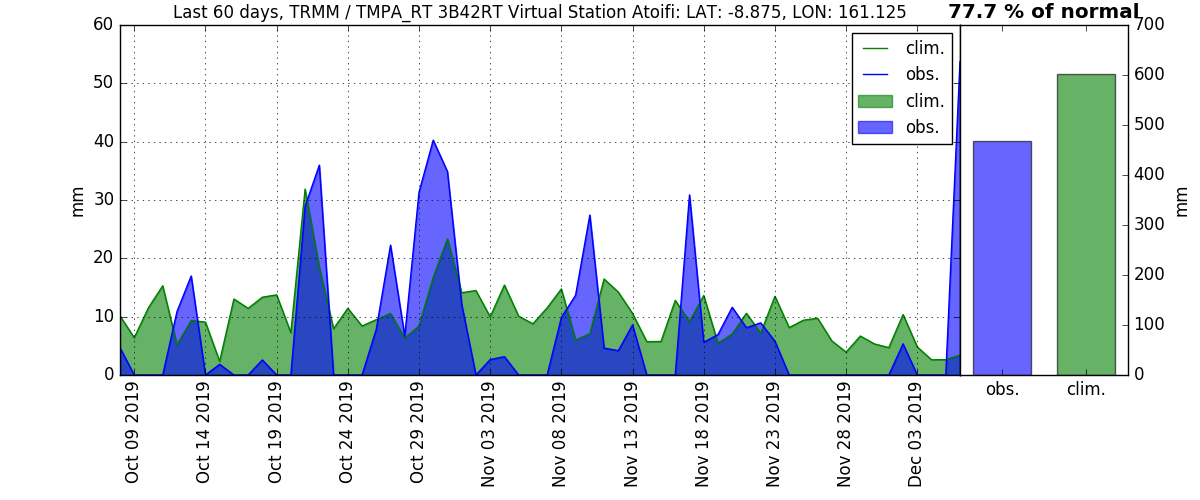 Last 60 days, TRMM / TMPA_RT 3B42RT Virtual Station Atoifi: LAT: -8.875, LON: 161.125
77.7 % of normal
clim.
obs.
clim.
obs.
60
50
40
30
20
10
0
mm
Oct 09 2019
Oct 14 2019
Oct 19 2019
Oct 24 2019
Oct 29 2019
Nov 03 2019
Nov 08 2019
Nov 13 2019
Nov 18 2019
Nov 23 2019
Nov 28 2019
Dec 03 2019
obs.
clim.
700
600
500
400
300
200
100
0
mm